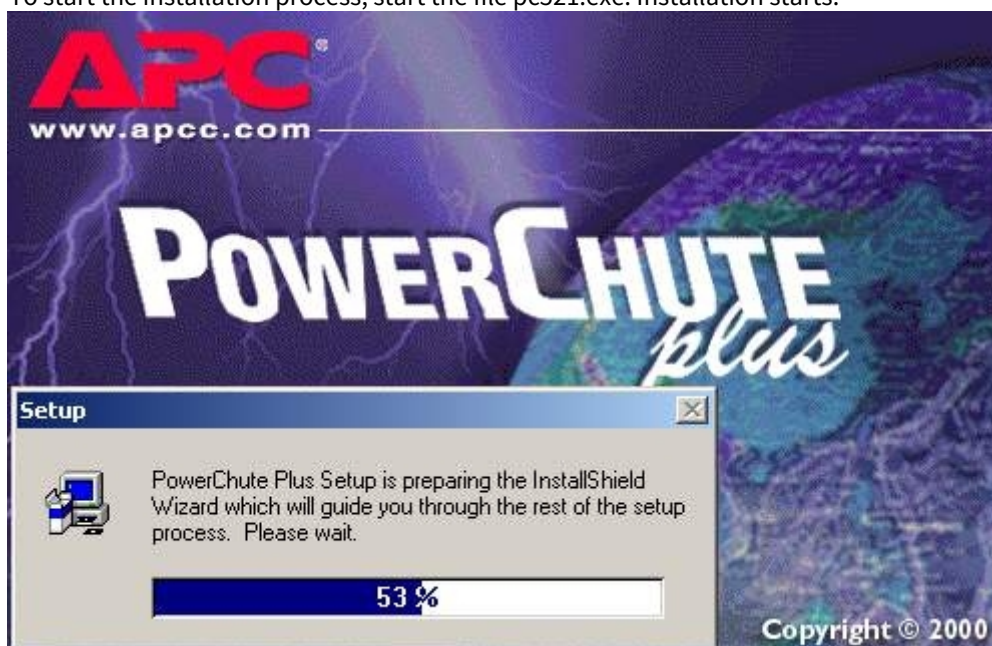 To start the installation process, start the file pc521.exe. Installation starts:
APC®
www.apcc.com
POWERCHUTE
plus
Setup
PowerChute Plus Setup is preparing the InstallShield
Wizard which will guide you through the rest of the setup
process. Please wait.
53 %
Copyright © 2000